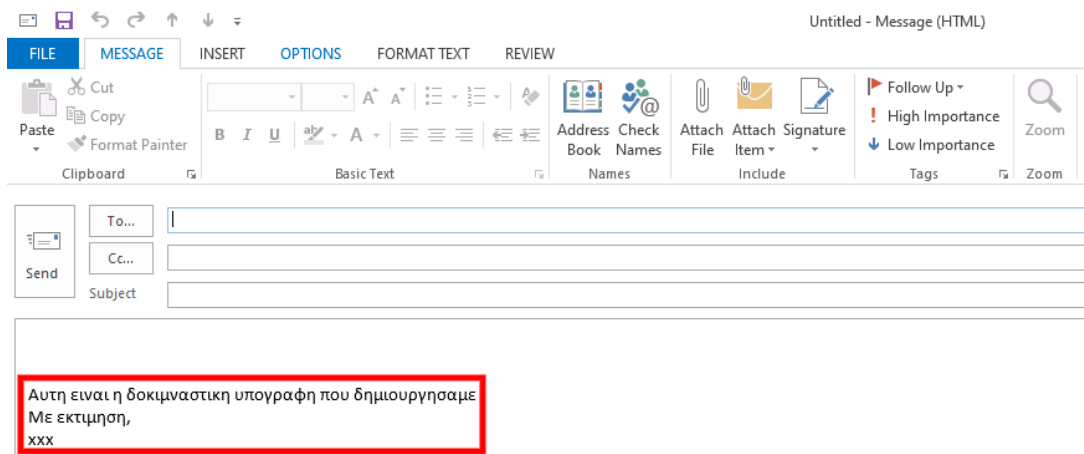 Untitled - Message (HTML)
FILE MESSAGE INSERT OPTIONS FORMAT TEXT REVIEW
Cut
Copy
Format Painter
Paste
Clipboard
A A
B I U ab A
Basic Text
Address Book
Check Names
Names
Attach File
Attach Item
Signature
Include
Follow Up
High Importance
Low Importance
Tags
Zoom
Zoom
Send
To...
Cc...
Subject
Αυτη ειναι η δοκιμναστικη υπογραφη που δημιουργησαμε
Με εκτιμηση,
xxx